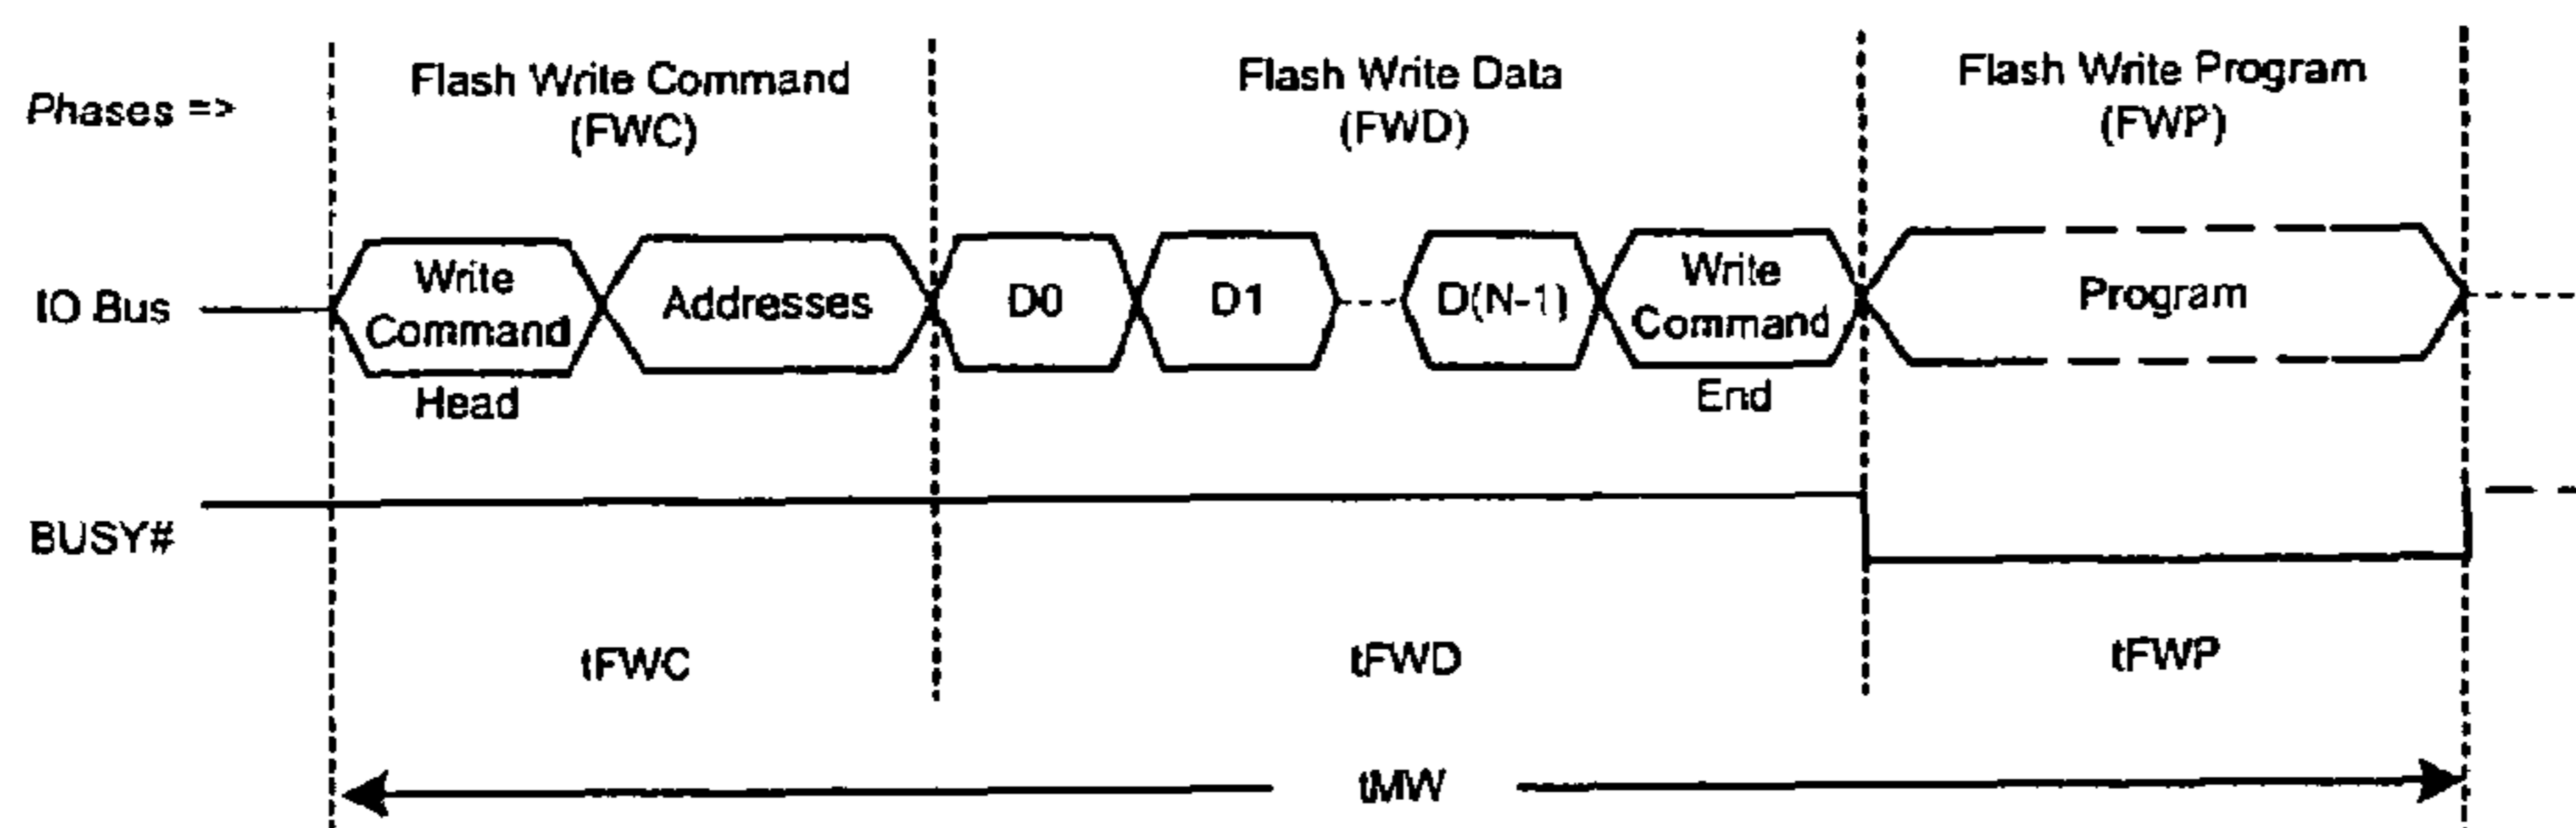 Phases =>
Flash Write Command
(FWC)
Flash Write Data
(FWD)
Flash Write Program
(FWP)
IO Bus
Write
Command
Head
Addresses
D0
D1
D(N-1)
Write
Command
End
Program
BUSY#
tFWC
tFWD
tFWP
tMW